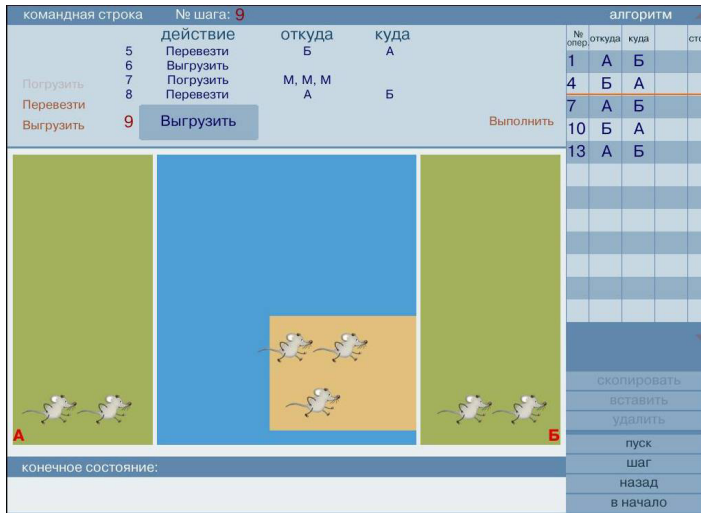 командная строка № шага: 9
действие откуда куда
5 Перевезти Б А
6 Выгрузить
Погрузить 7 Погрузить М, М, М
8 Перевезти А Б
Перевезти
Выгрузить 9 Выгрузить Выполнить
алгоритм
№ опер. откуда куда
1 А Б
4 Б А
7 А Б
10 Б А
13 А Б
А Б
скопировать
вставить
удалить
пуск
шаг
назад
в начало
конечное состояние: